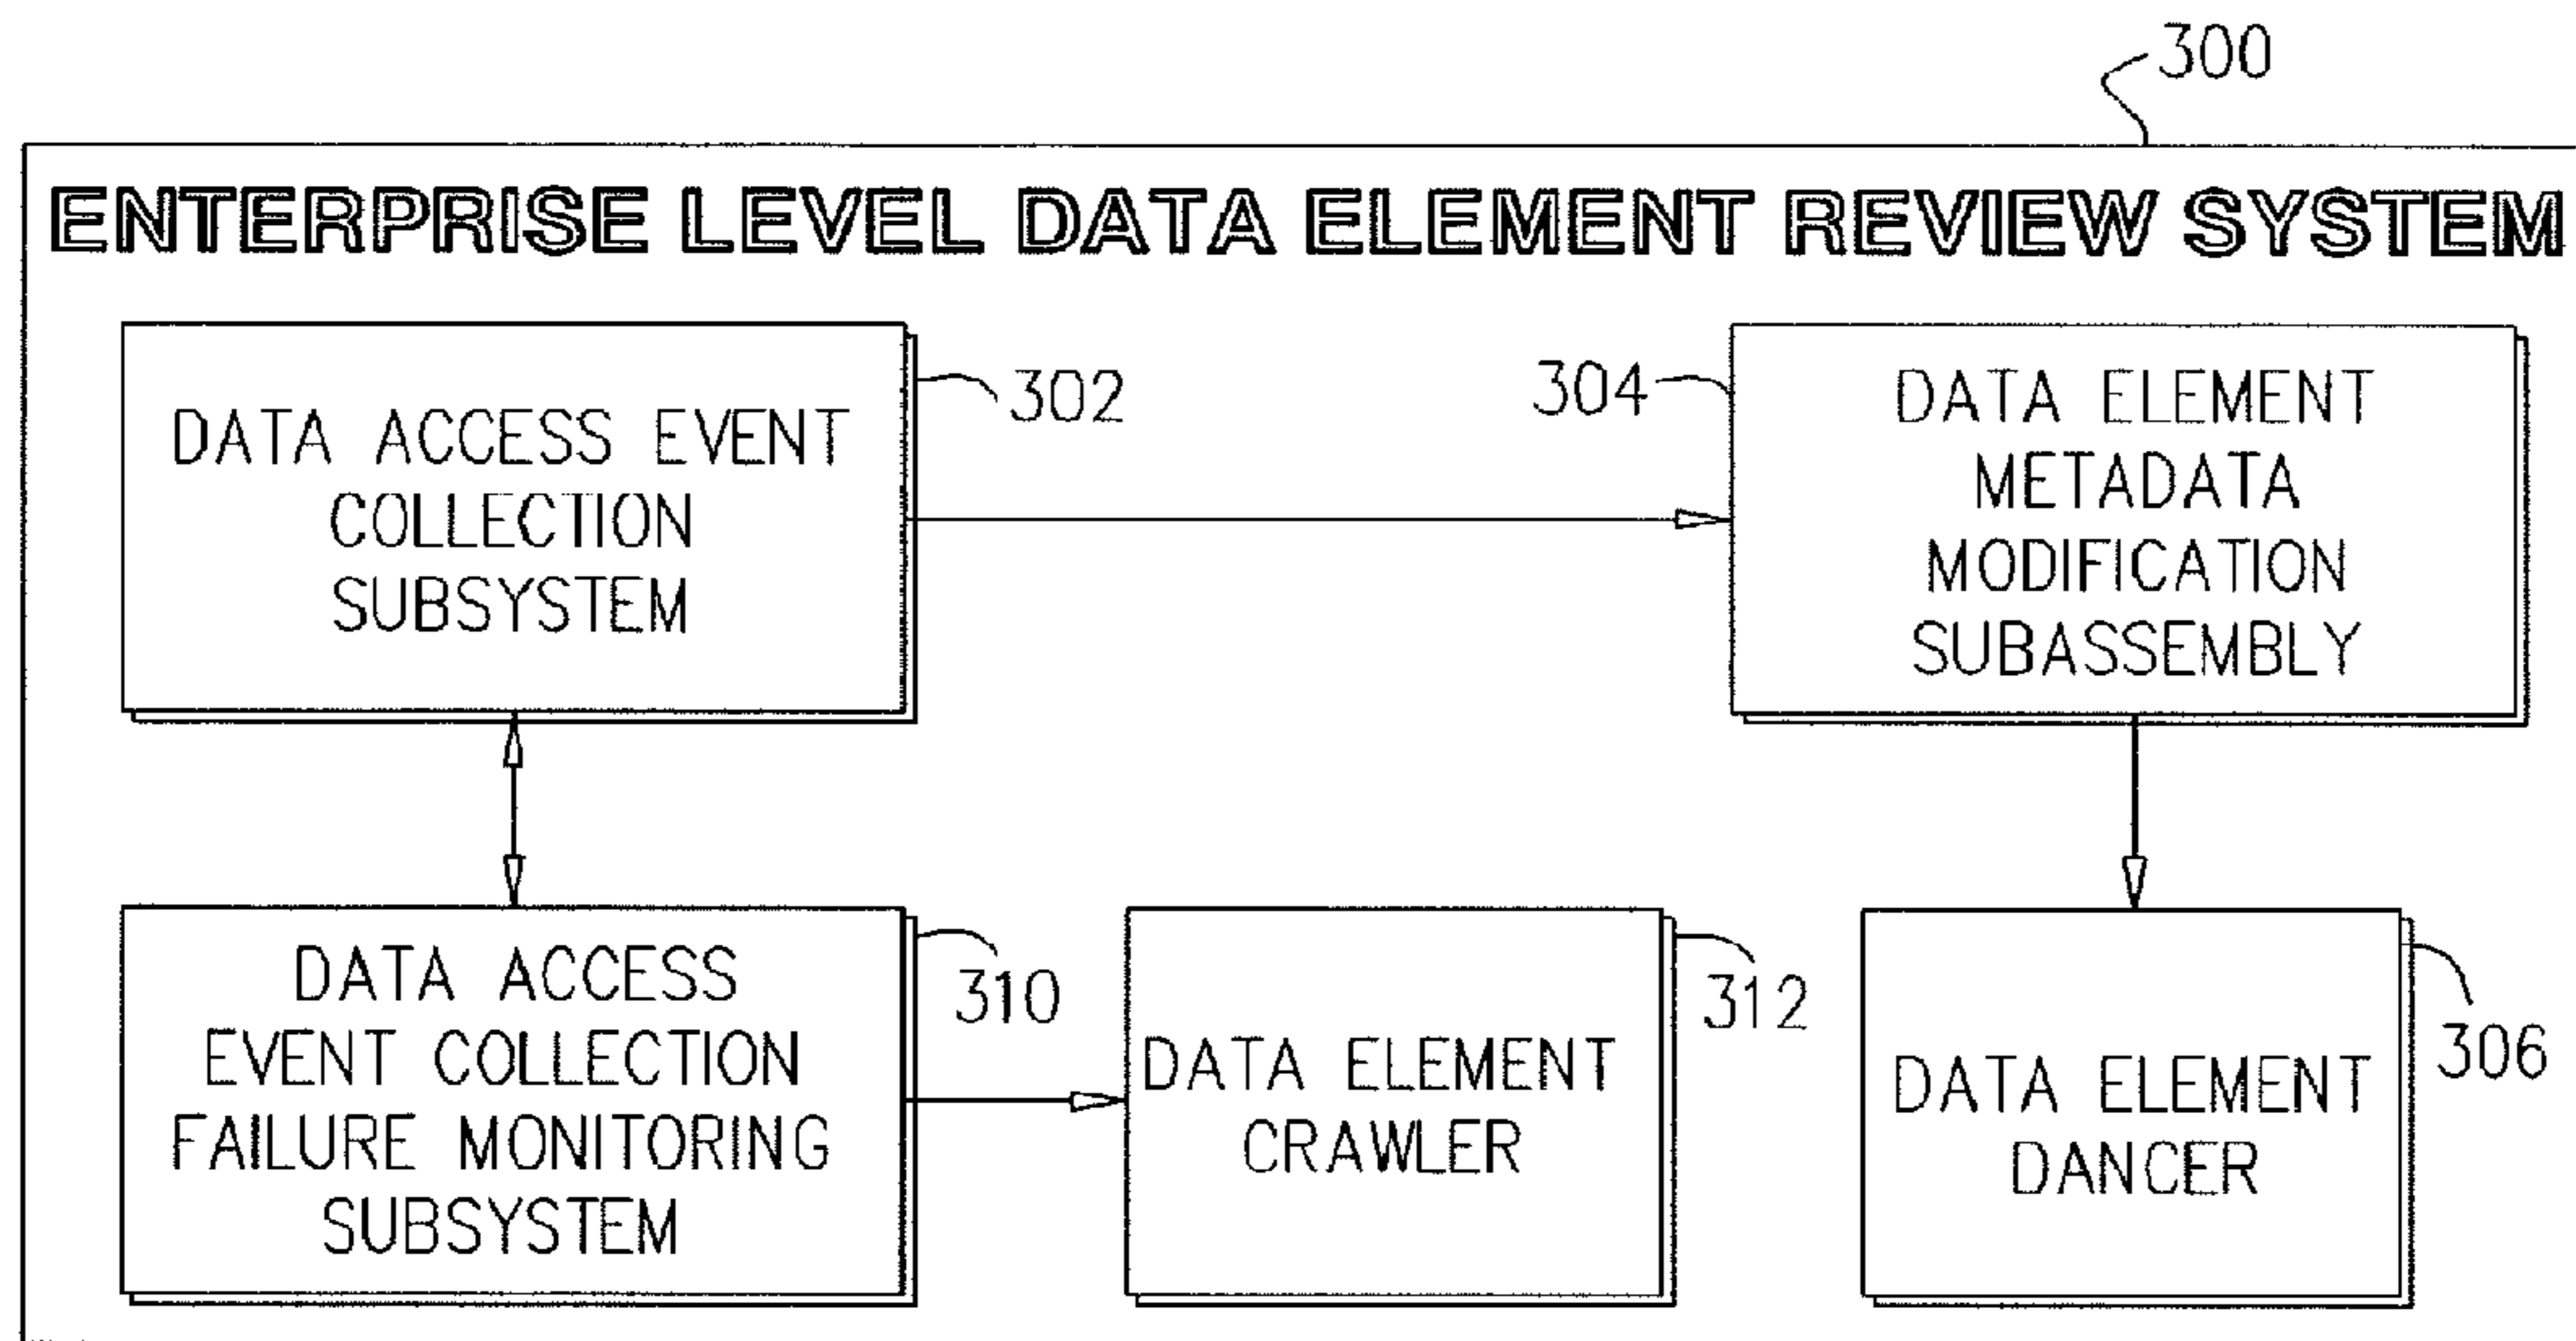 300
ENTERPRISE LEVEL DATA ELEMENT REVIEW SYSTEM
DATA ACCESS EVENT
COLLECTION
SUBSYSTEM
302
304
DATA ELEMENT
METADATA
MODIFICATION
SUBASSEMBLY
DATA ACCESS
EVENT COLLECTION
FAILURE MONITORING
SUBSYSTEM
310
DATA ELEMENT
CRAWLER
312
DATA ELEMENT
DANCER
306